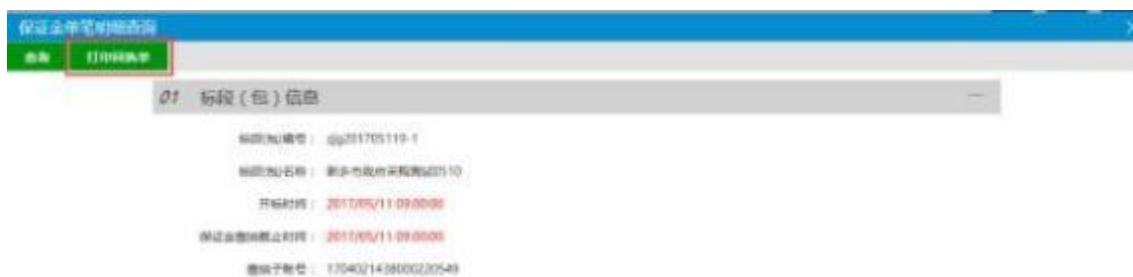 保证金单笔明细查询
查询 打印回执单
01 标段（包）信息
标段(包)编号： qjg201705119-1
标段(包)名称： 新乡市政府采购测试0510
开标时间： 2017/05/11 09:00:00
保证金缴纳截止时间： 2017/05/11 09:00:00
缴纳子账号： 1704021438000220549